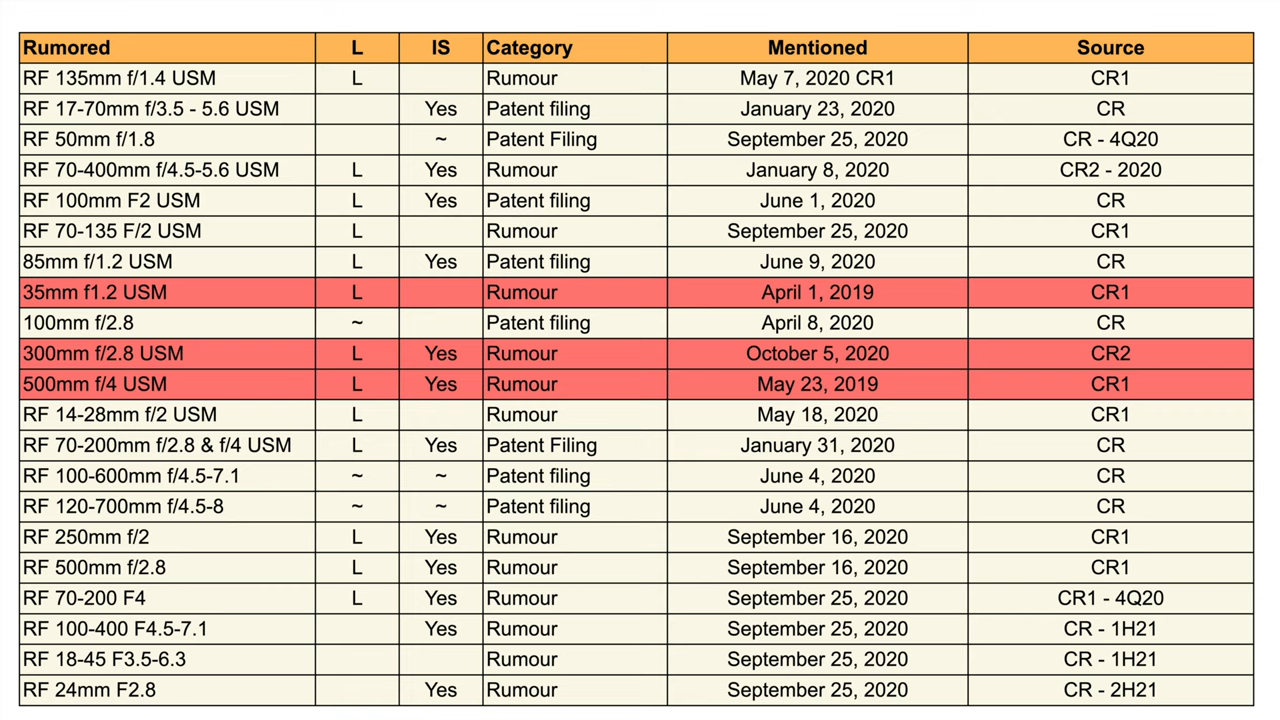 Rumored L IS Category Mentioned Source
RF 135mm f/1.4 USM L Rumour May 7, 2020 CR1 CR1
RF 17-70mm f/3.5 - 5.6 USM Yes Patent filing January 23, 2020 CR
RF 50mm f/1.8 ~ Patent Filing September 25, 2020 CR - 4Q20
RF 70-400mm f/4.5-5.6 USM L Yes Rumour January 8, 2020 CR2 - 2020
RF 100mm F2 USM L Yes Patent filing June 1, 2020 CR
RF 70-135 F/2 USM L Rumour September 25, 2020 CR1
85mm f/1.2 USM L Yes Patent filing June 9, 2020 CR
35mm f1.2 USM L Rumour April 1, 2019 CR1
100mm f/2.8 ~ Patent filing April 8, 2020 CR
300mm f/2.8 USM L Yes Rumour October 5, 2020 CR2
500mm f/4 USM L Yes Rumour May 23, 2019 CR1
RF 14-28mm f/2 USM L Rumour May 18, 2020 CR1
RF 70-200mm f/2.8 & f/4 USM L Yes Patent Filing January 31, 2020 CR
RF 100-600mm f/4.5-7.1 ~ ~ Patent filing June 4, 2020 CR
RF 120-700mm f/4.5-8 ~ ~ Patent filing June 4, 2020 CR
RF 250mm f/2 L Yes Rumour September 16, 2020 CR1
RF 500mm f/2.8 L Yes Rumour September 16, 2020 CR1
RF 70-200 F4 L Yes Rumour September 25, 2020 CR1 - 4Q20
RF 100-400 F4.5-7.1 Yes Rumour September 25, 2020 CR - 1H21
RF 18-45 F3.5-6.3 Rumour September 25, 2020 CR - 1H21
RF 24mm F2.8 Yes Rumour September 25, 2020 CR - 2H21